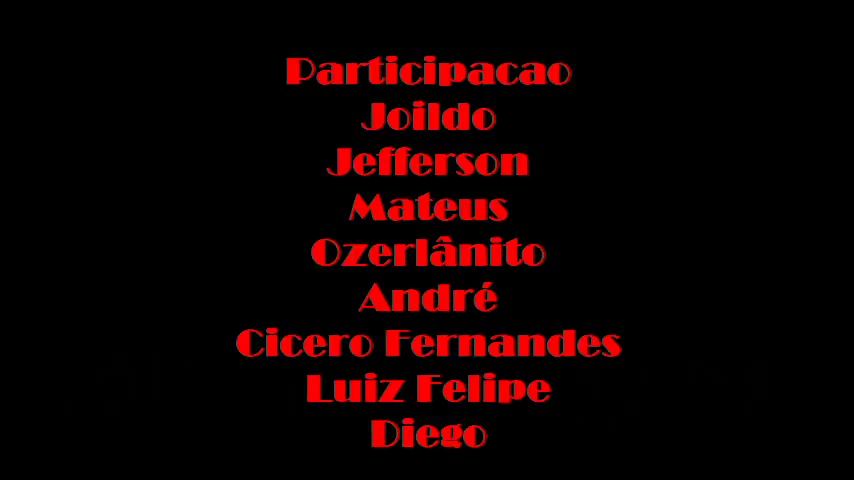 Participacao
Joildo
Jefferson
Mateus
Ozerlânito
André
Cicero Fernandes
Luiz Felipe
Diego